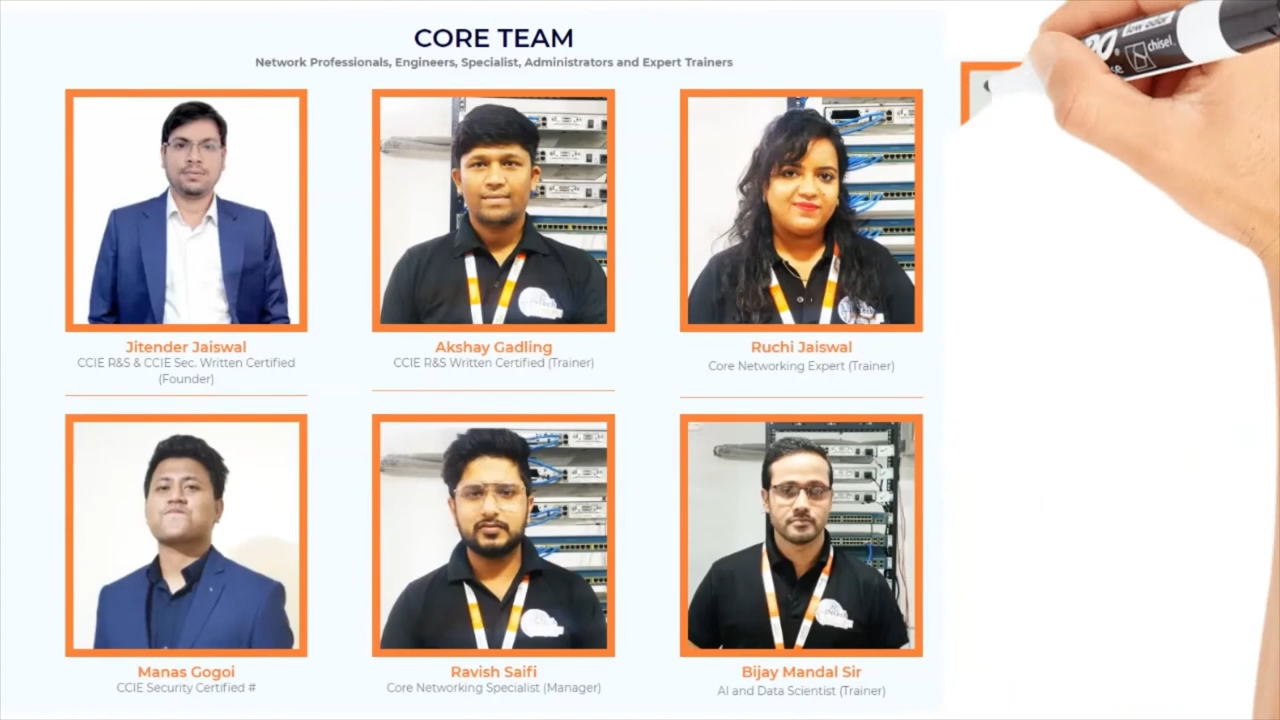 CORE TEAM
Network Professionals, Engineers, Specialist, Administrators and Expert Trainers
low odor
chisel
Jitender Jaiswal
CCIE R&S & CCIE Sec. Written Certified
(Founder)
Akshay Gadling
CCIE R&S Written Certified (Trainer)
Ruchi Jaiswal
Core Networking Expert (Trainer)
Manas Gogoi
CCIE Security Certified #
Ravish Saifi
Core Networking Specialist (Manager)
Bijay Mandal Sir
AI and Data Scientist (Trainer)